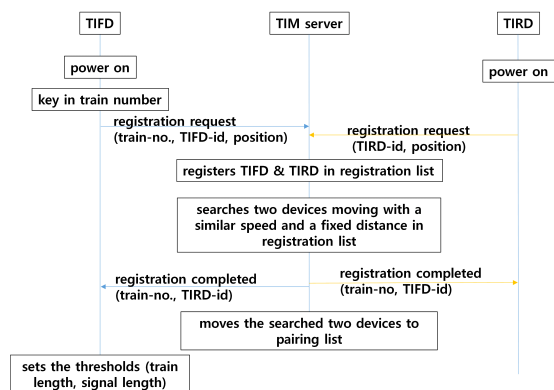 TIFD
TIM server
TIRD
power on
power on
key in train number
registration request
(train-no., TIFD-id, position)
registration request
(TIRD-id, position)
registers TIFD & TIRD in registration list
searches two devices moving with a
similar speed and a fixed distance in
registration list
registration completed
(train-no., TIRD-id)
registration completed
(train-no, TIFD-id)
moves the searched two devices to
pairing list
sets the thresholds (train
length, signal length)